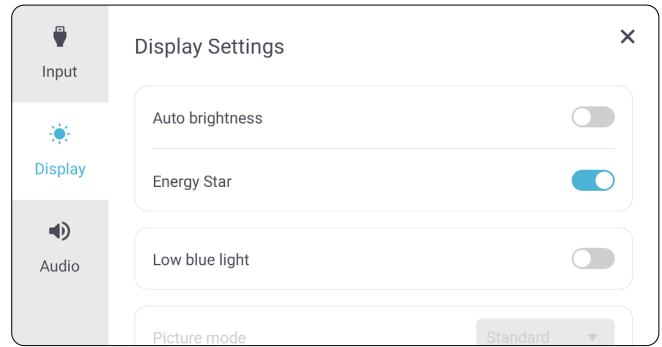 Input
Display
Audio
Display Settings
Auto brightness
Energy Star
Low blue light
Picture mode Standard